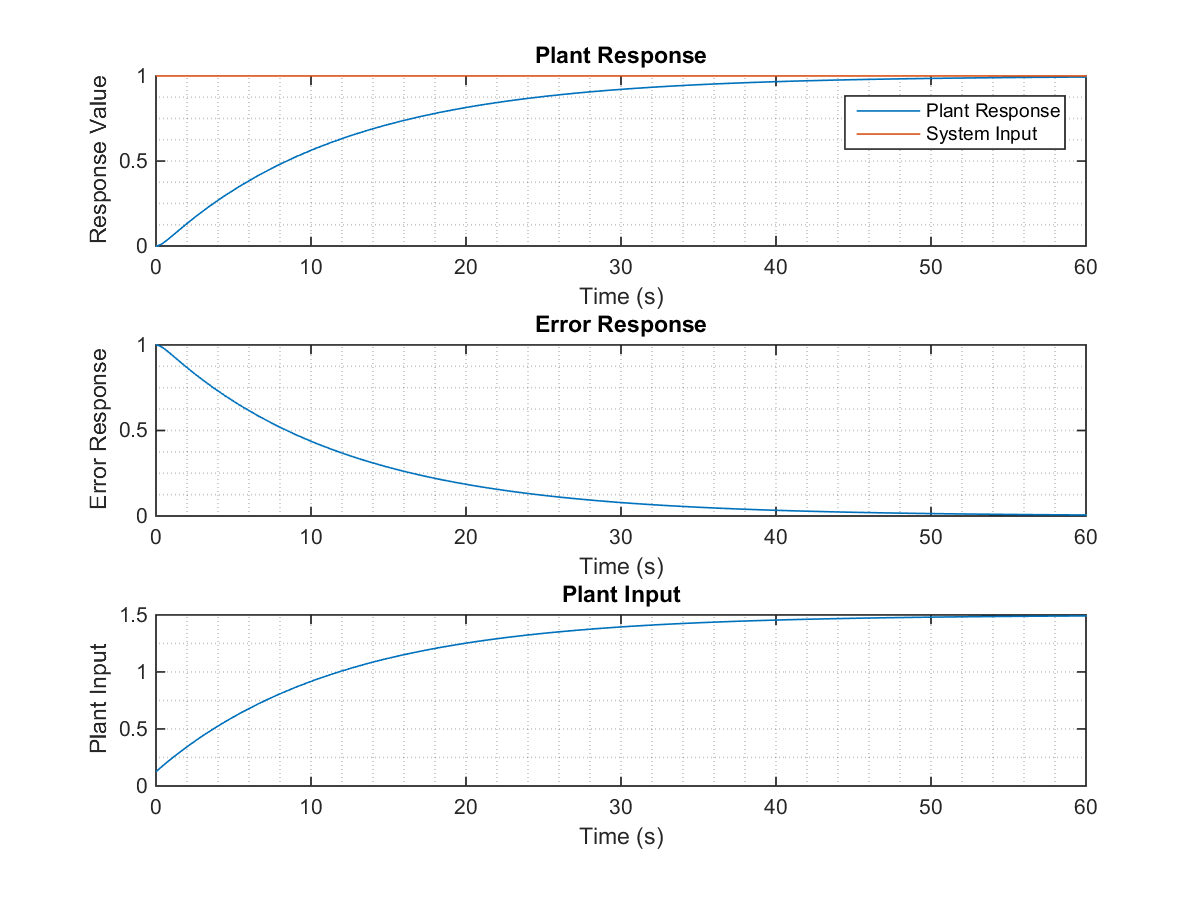 Plant Response
Response Value
1
0.5
0
Plant Response
System Input
0 10 20 30 40 50 60
Time (s)
Error Response
Error Response
1
0.5
0
0 10 20 30 40 50 60
Time (s)
Plant Input
Plant Input
1.5
1
0.5
0
0 10 20 30 40 50 60
Time (s)